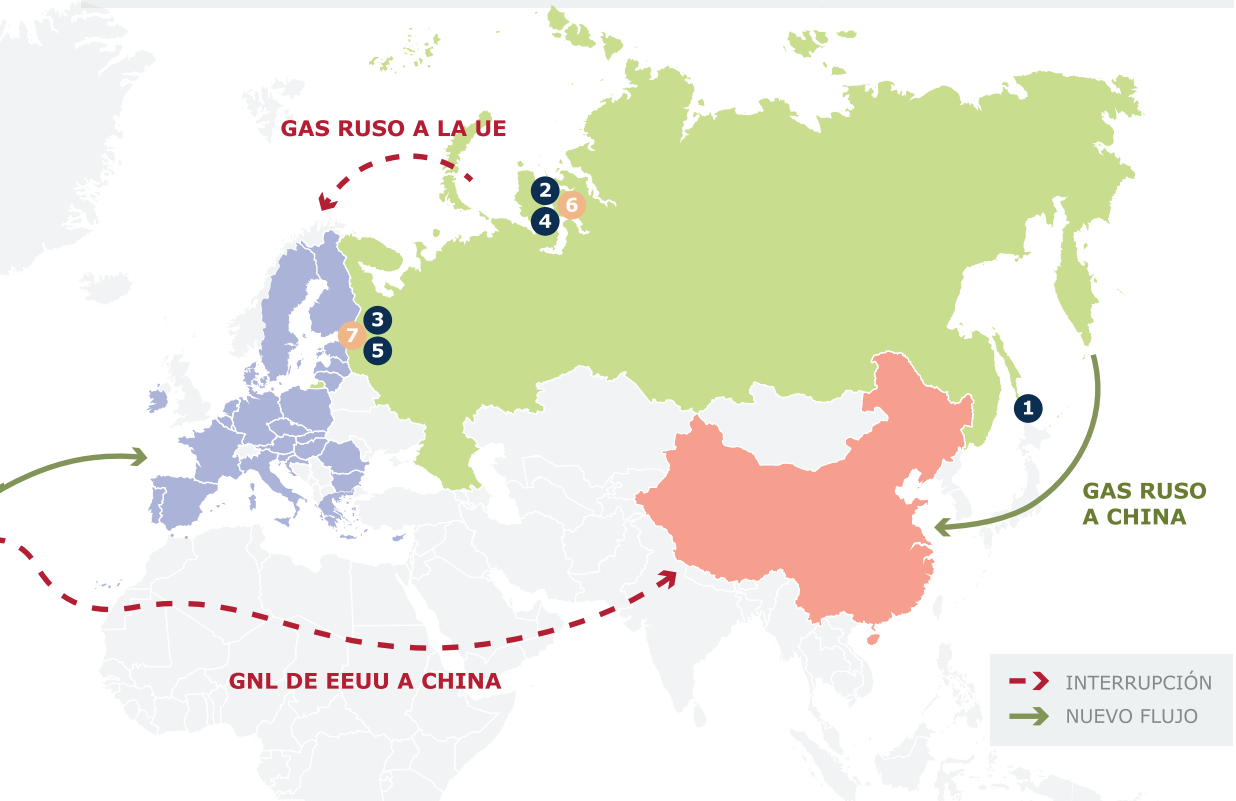 GAS RUSO A LA UE
2
6
4
3
7
5
1
GAS RUSO
A CHINA
GNL DE EEUU A CHINA
INTERRUPCIÓN
NUEVO FLUJO